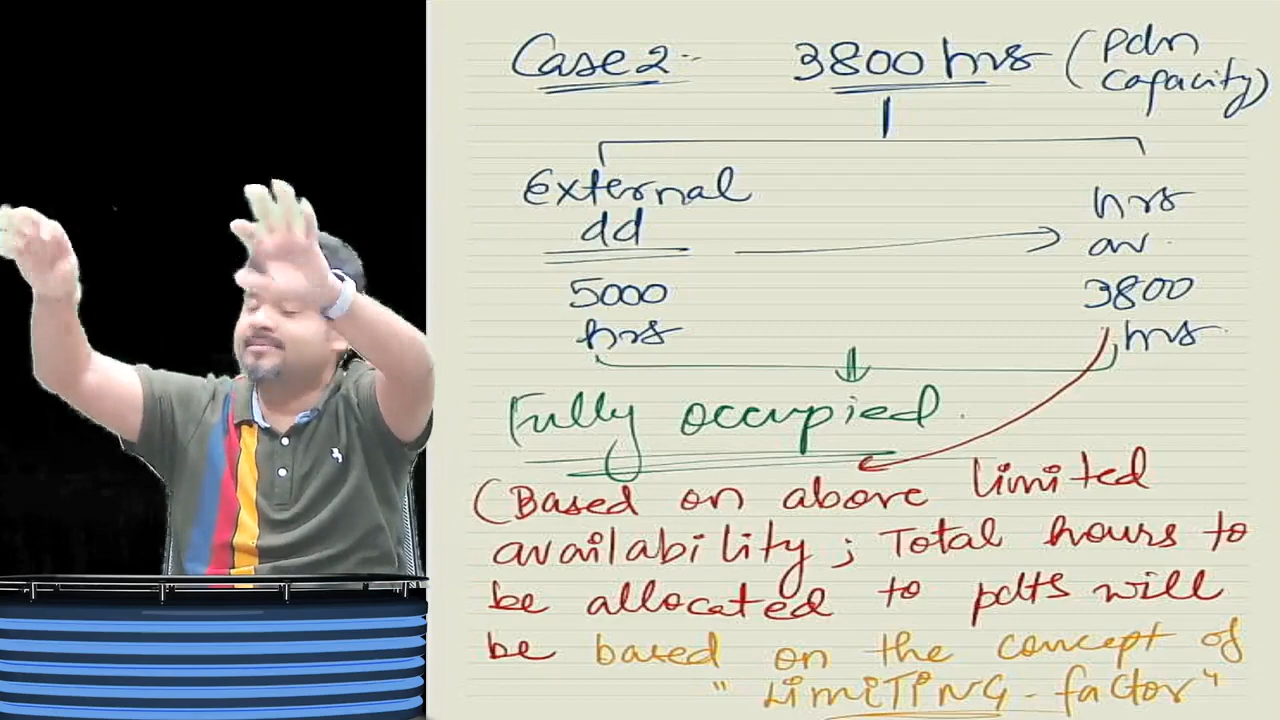 Case 2:- 3800 hrs (pdn capacity)
External dd hrs av.
5000 hrs 3800 hrs.
Fully occupied.
(Based on above limited
availability; Total hours to
be allocated to pdts will
be based on the concept of
"LimiTiNG-factor"